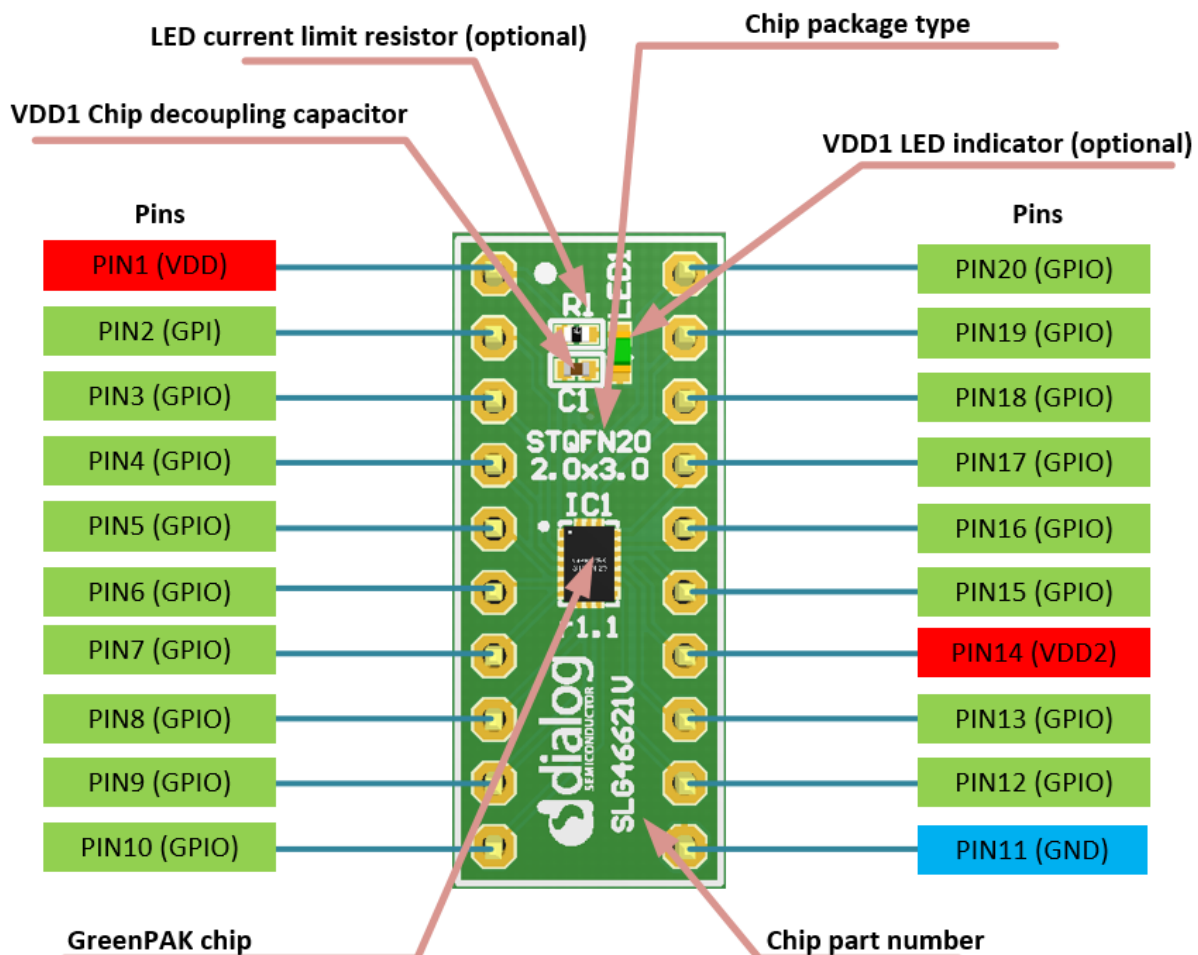 LED current limit resistor (optional)
Chip package type
VDD1 Chip decoupling capacitor
VDD1 LED indicator (optional)
Pins
PIN1 (VDD)
PIN2 (GPI)
PIN3 (GPIO)
PIN4 (GPIO)
PIN5 (GPIO)
PIN6 (GPIO)
PIN7 (GPIO)
PIN8 (GPIO)
PIN9 (GPIO)
PIN10 (GPIO)
R1
LED1
C1
STQFN20
2.0x3.0
IC1
r1.1
dialog
SEMICONDUCTOR
SLG46621V
Pins
PIN20 (GPIO)
PIN19 (GPIO)
PIN18 (GPIO)
PIN17 (GPIO)
PIN16 (GPIO)
PIN15 (GPIO)
PIN14 (VDD2)
PIN13 (GPIO)
PIN12 (GPIO)
PIN11 (GND)
GreenPAK chip
Chip part number